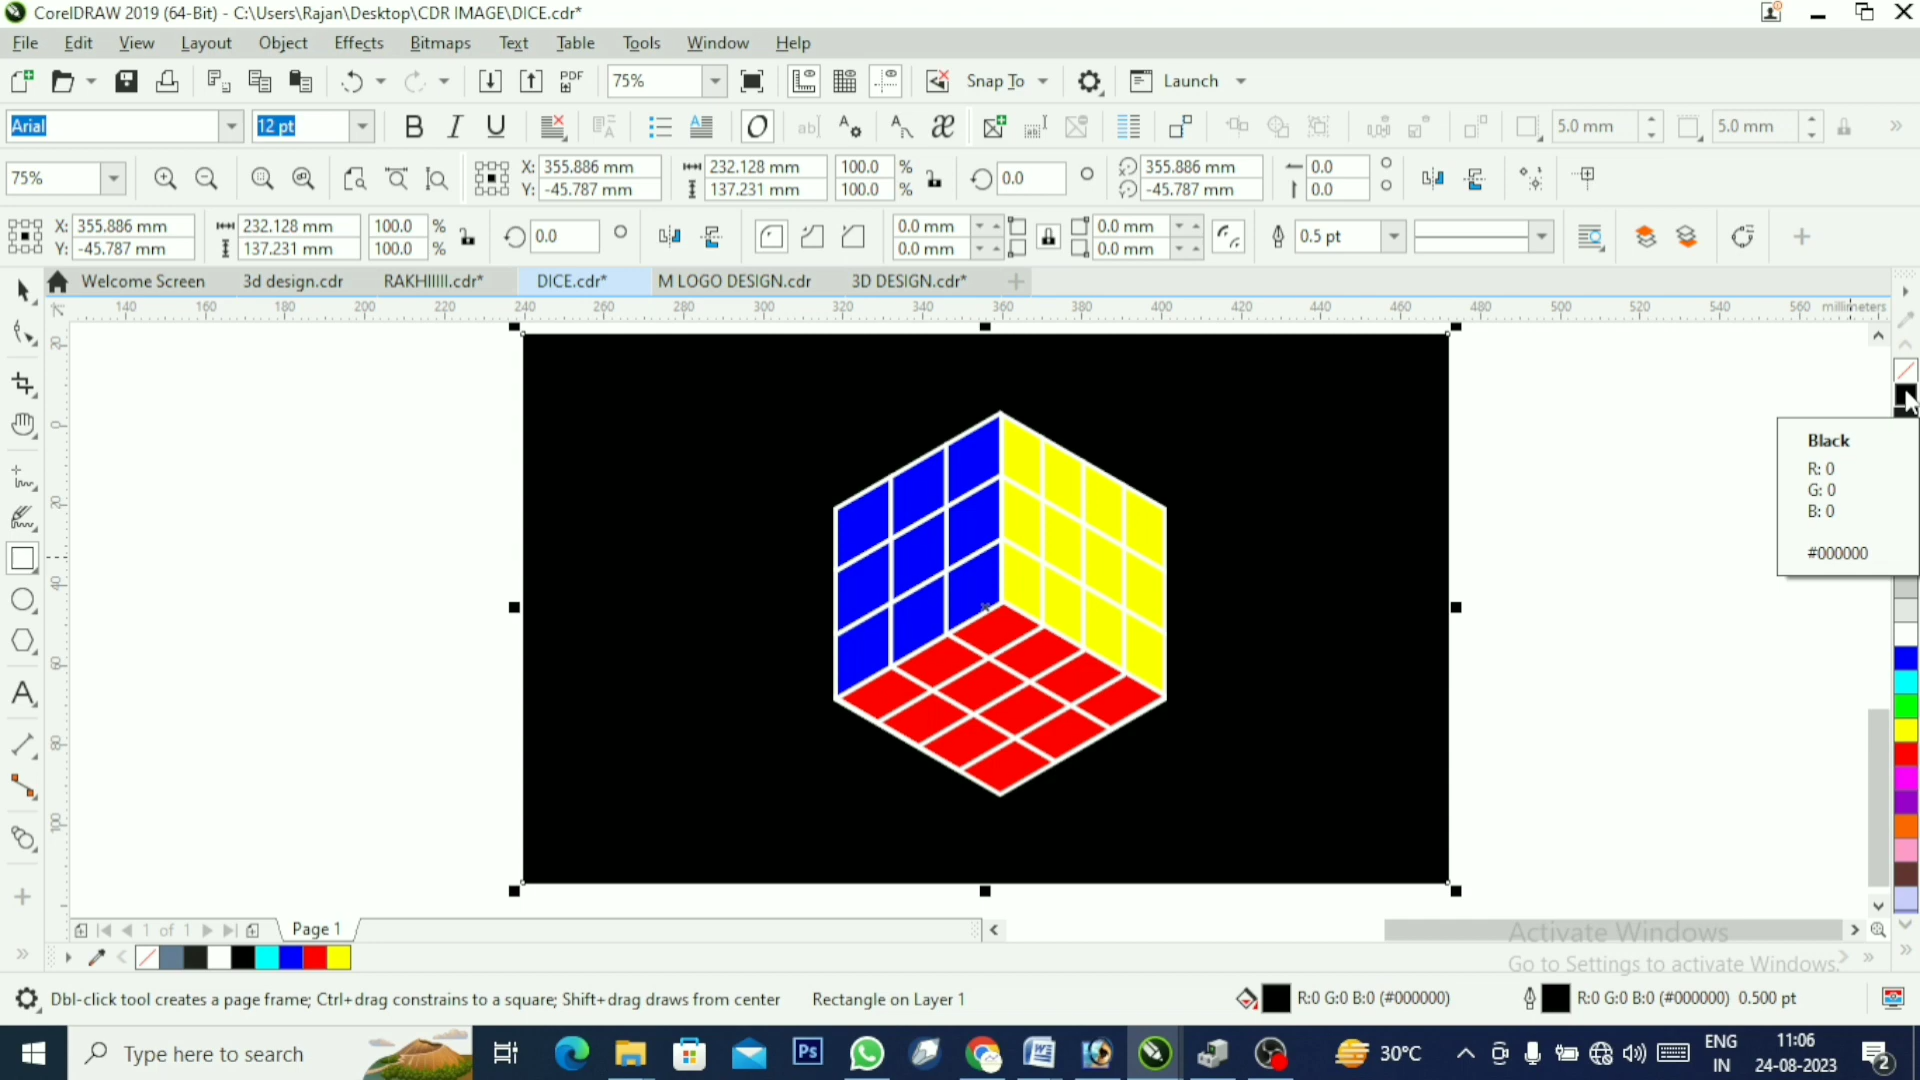 CorelDRAW 2019 (64-Bit) - C:\Users\Rajan\Desktop\CDR IMAGE\DICE.cdr*
File Edit View Layout Object Effects Bitmaps Text Table Tools Window Help
PDF 75% Snap To Launch
Arial 12 pt B I U 5.0 mm 5.0 mm
75% X: 355.886 mm 232.128 mm 100.0 % 0.0 355.886 mm 0.0
Y: -45.787 mm 137.231 mm 100.0 % -45.787 mm 0.0
X: 355.886 mm 232.128 mm 100.0 % 0.0 0.0 mm 0.0 mm 0.5 pt
Y: -45.787 mm 137.231 mm 100.0 % 0.0 mm 0.0 mm
Welcome Screen 3d design.cdr RAKHIIIII.cdr* DICE.cdr* M LOGO DESIGN.cdr 3D DESIGN.cdr*
140 160 180 200 220 240 260 280 300 320 340 360 380 400 420 440 460 480 500 520 540 560 millimeters
20
0
20
40
60
80
100
Black
R: 0
G: 0
B: 0
#000000
1 of 1 Page 1
Activate Windows
Go to Settings to activate Windows.
Dbl-click tool creates a page frame; Ctrl+drag constrains to a square; Shift+drag draws from center Rectangle on Layer 1 R:0 G:0 B:0 (#000000) R:0 G:0 B:0 (#000000) 0.500 pt
Type here to search Ps 30°C ENG IN 11:06 24-08-2023 2